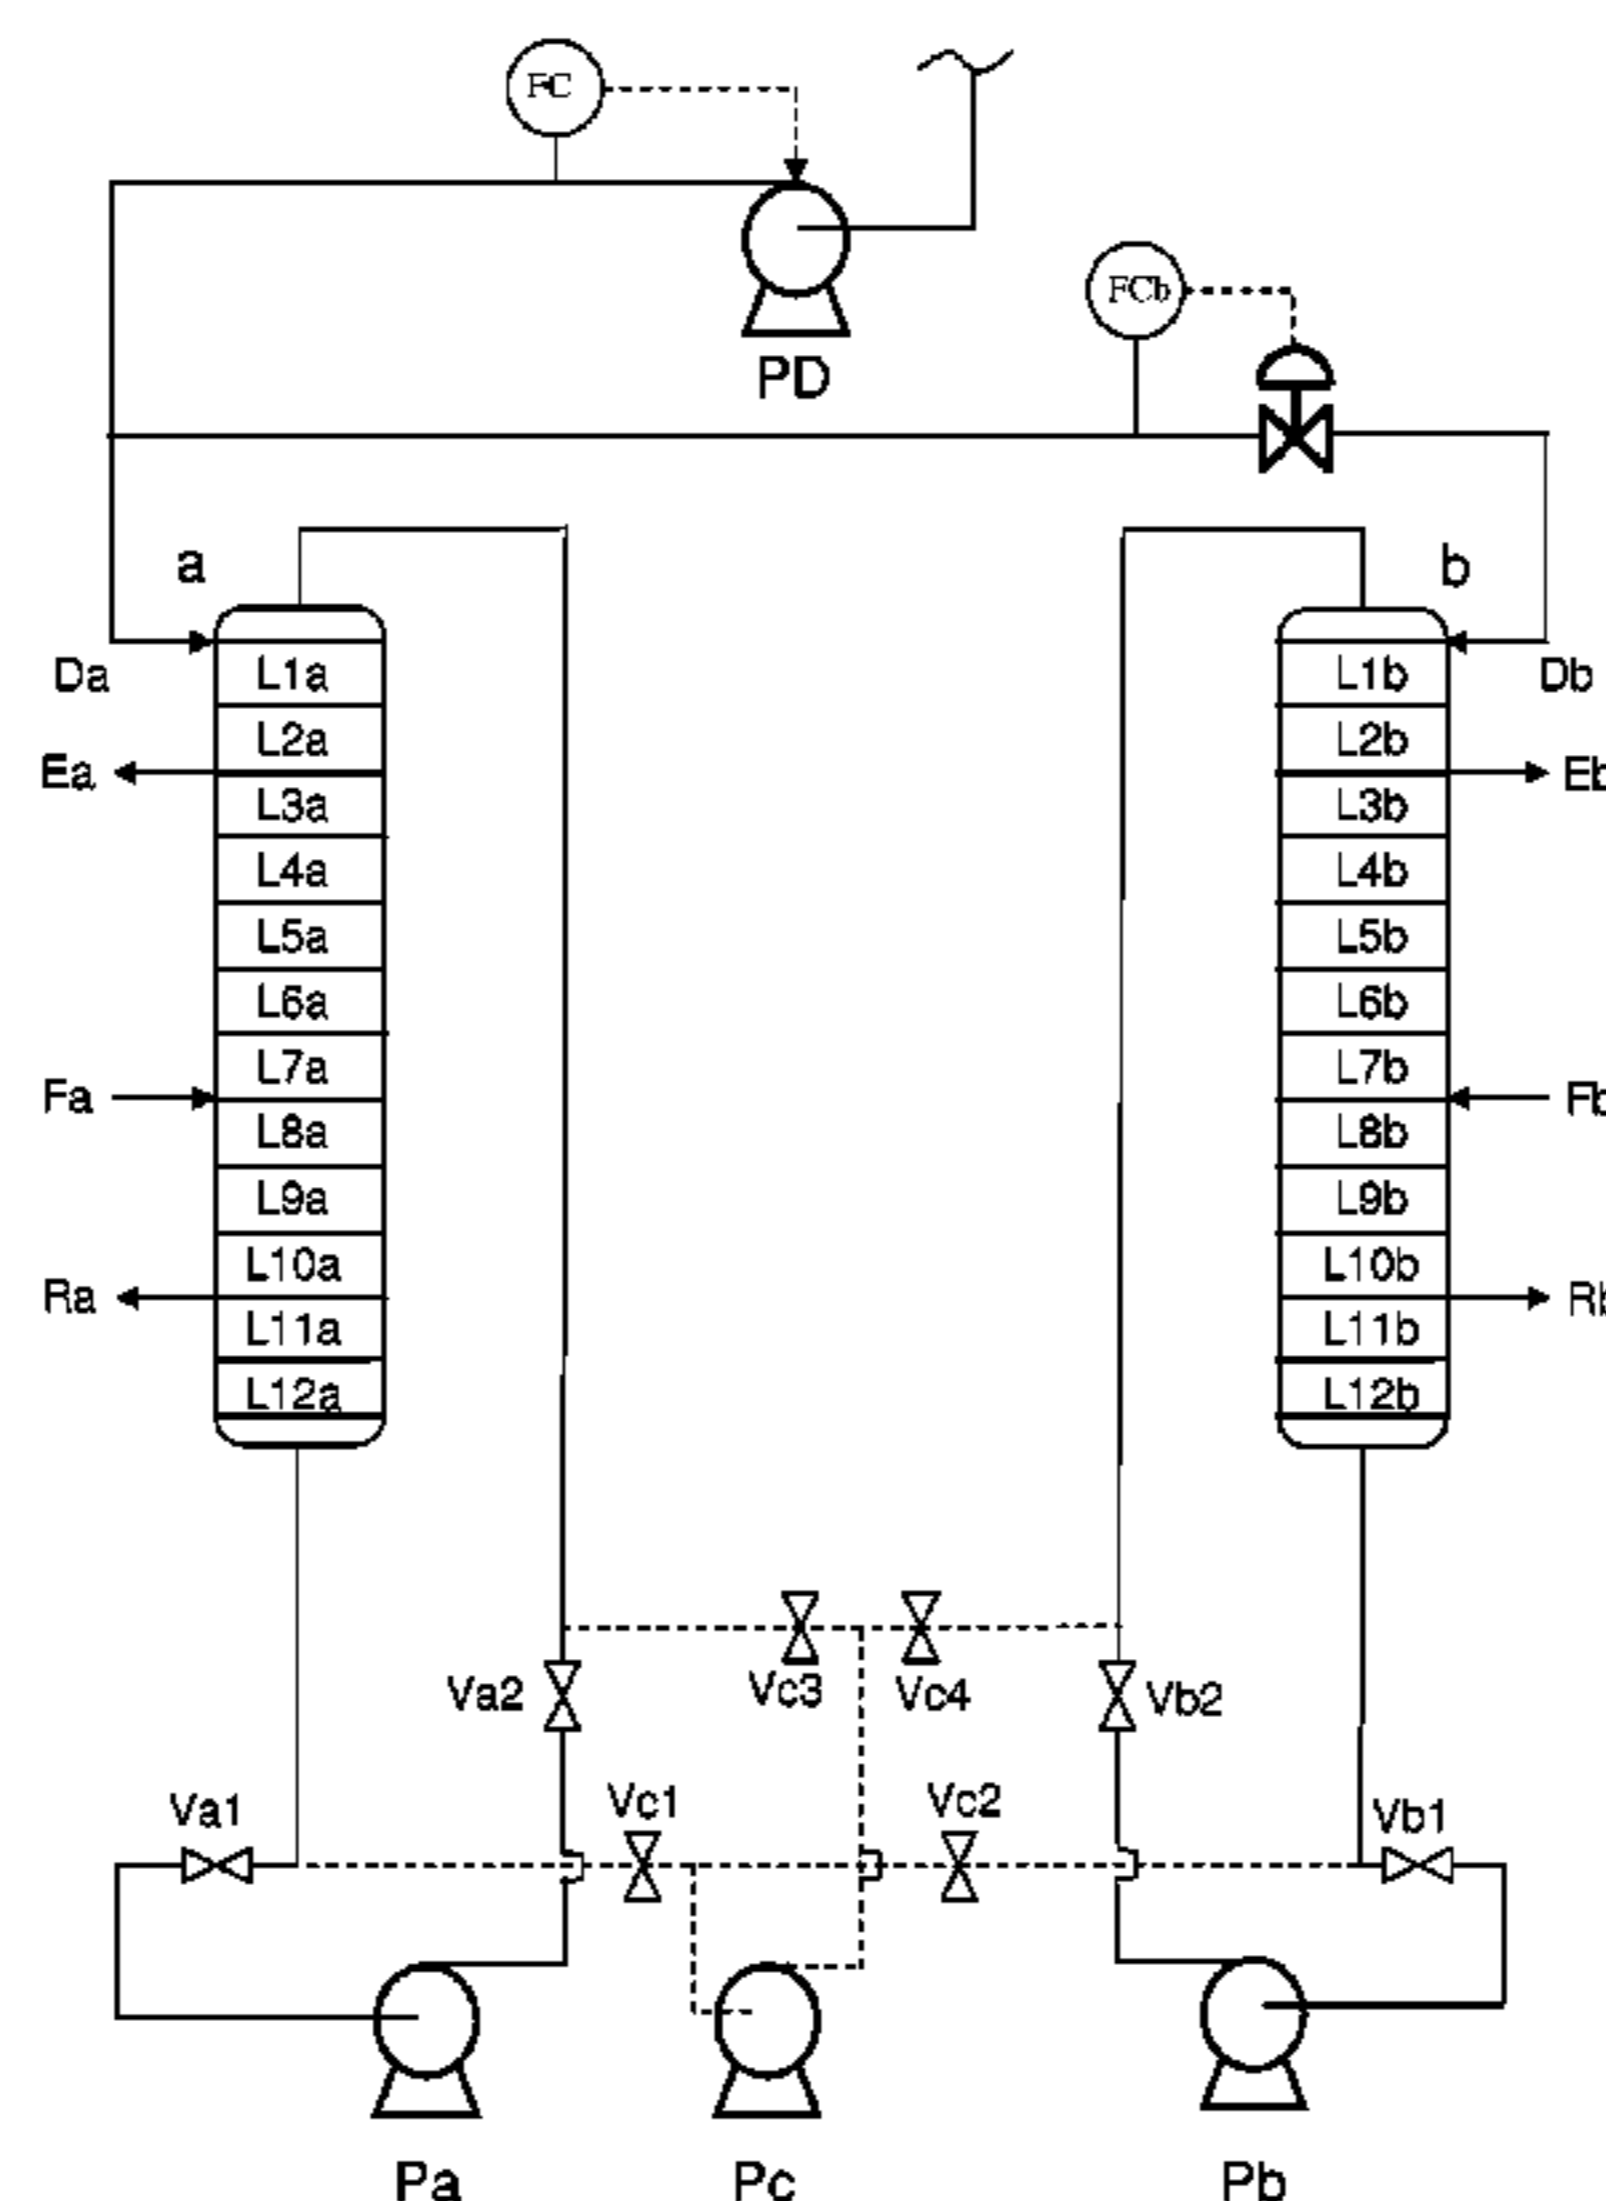 FC
PD
FCb
a
b
Da
L1a
L1b
Db
L2a
L2b
Ea
Eb
L3a
L3b
L4a
L4b
L5a
L5b
L6a
L6b
L7a
L7b
Fa
Fb
L8a
L8b
L9a
L9b
L10a
L10b
Ra
Rb
L11a
L11b
L12a
L12b
Va2
Vc3
Vc4
Vb2
Va1
Vc1
Vc2
Vb1
Pa
Pc
Pb